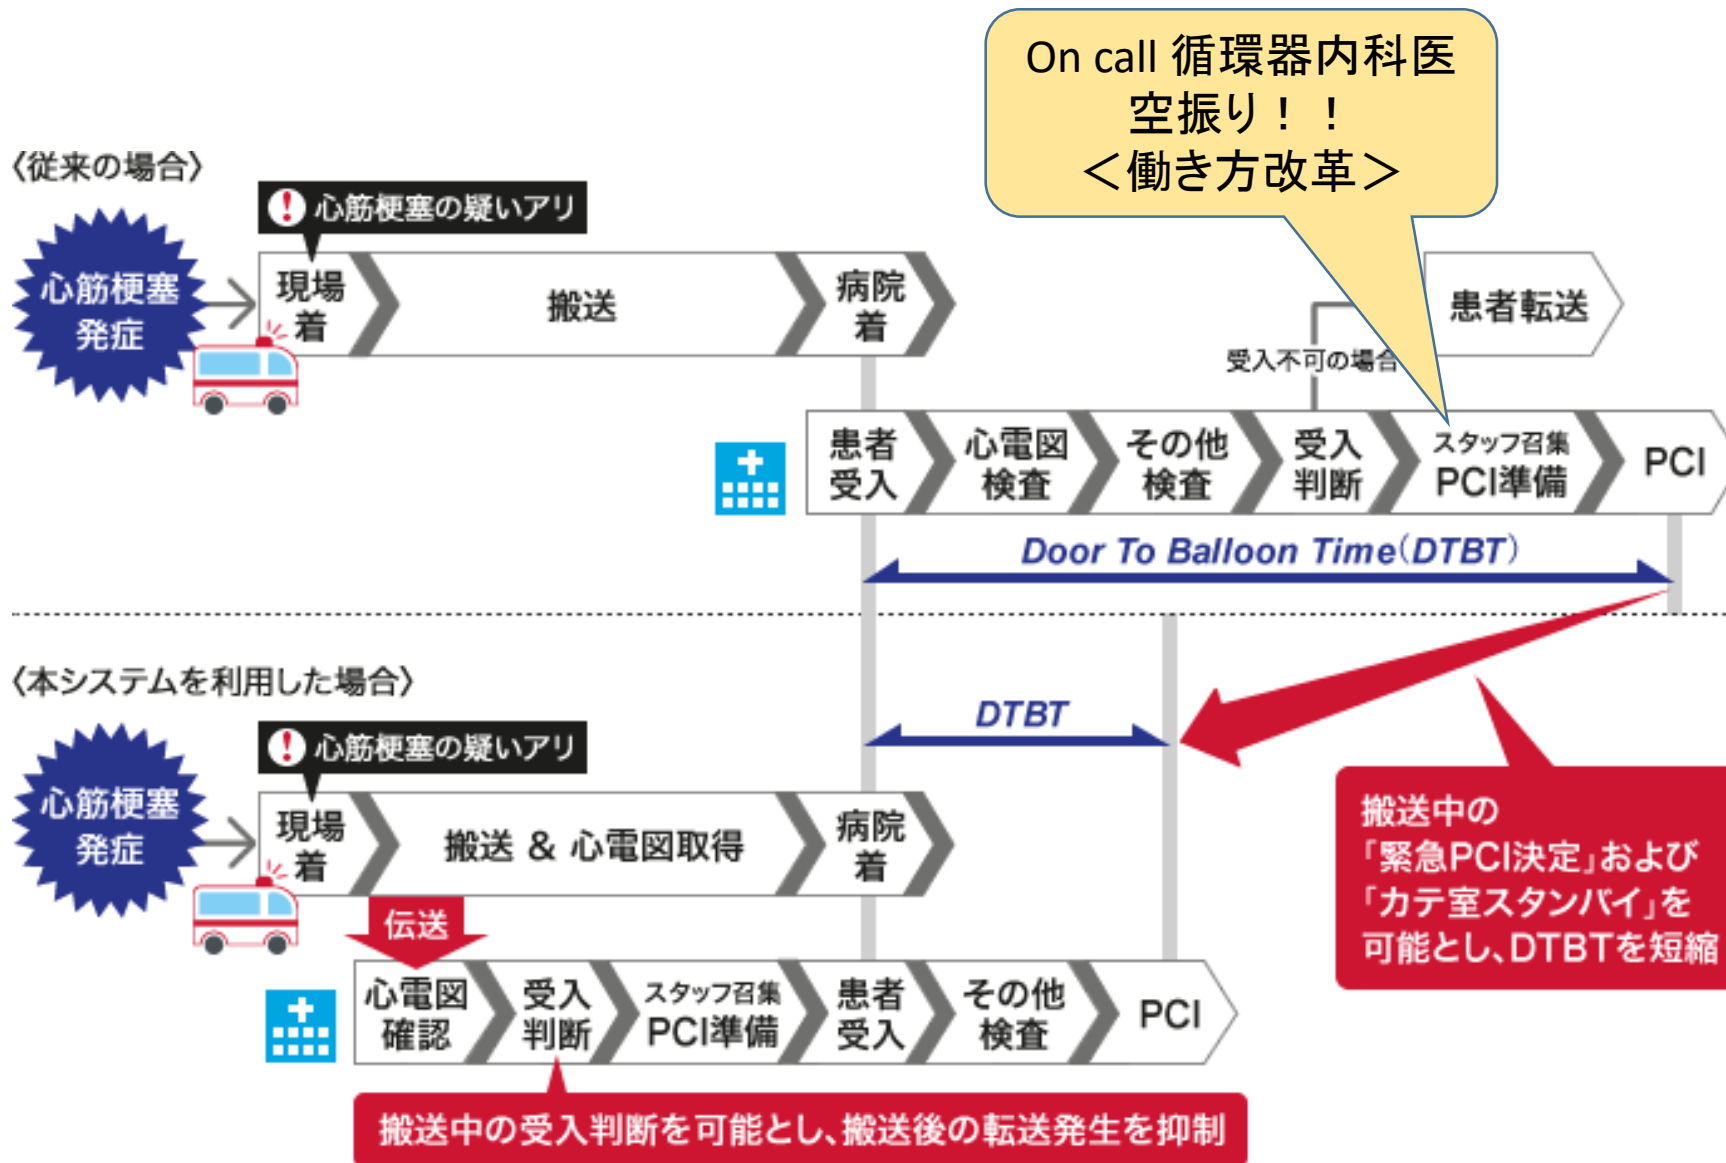 On call 循環器内科医
空振り！！
＜働き方改革＞
〈従来の場合〉
心筋梗塞の疑いアリ
心筋梗塞
発症
現場
着
搬送
病院
着
患者転送
受入不可の場合
患者
受入
心電図
検査
その他
検査
受入
判断
スタッフ召集
PCI準備
PCI
Door To Balloon Time（DTBT）
〈本システムを利用した場合〉
DTBT
心筋梗塞の疑いアリ
心筋梗塞
発症
現場
着
搬送 & 心電図取得
病院
着
搬送中の
「緊急PCI決定」および
「カテ室スタンバイ」を
可能とし、DTBTを短縮
伝送
心電図
確認
受入
判断
スタッフ召集
PCI準備
患者
受入
その他
検査
PCI
搬送中の受入判断を可能とし、搬送後の転送発生を抑制